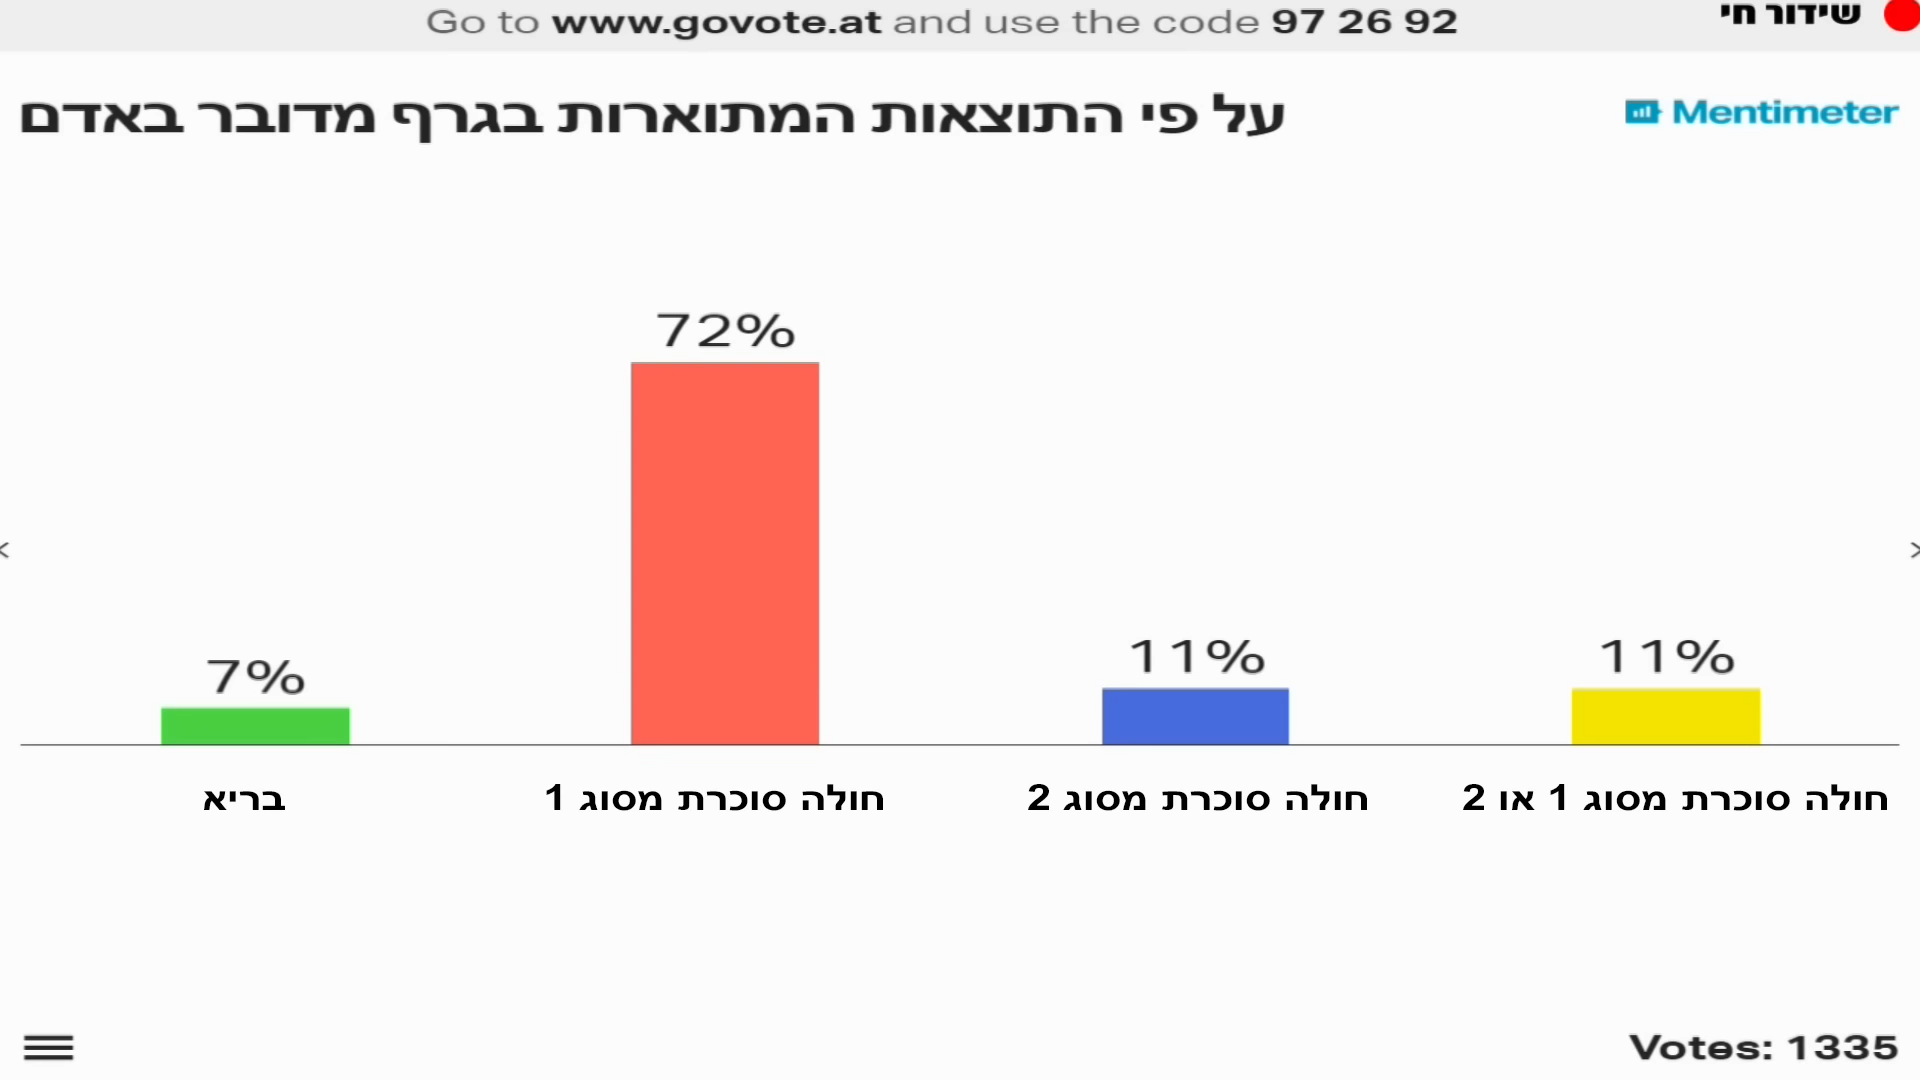 Go to www.govote.at and use the code 97 26 92
שידור חי
על פי התוצאות המתוארות בגרף מדובר באדם
Mentimeter
7%
72%
11%
11%
בריא
חולה סוכרת מסוג 1
חולה סוכרת מסוג 2
חולה סוכרת מסוג 1 או 2
Votes: 1335